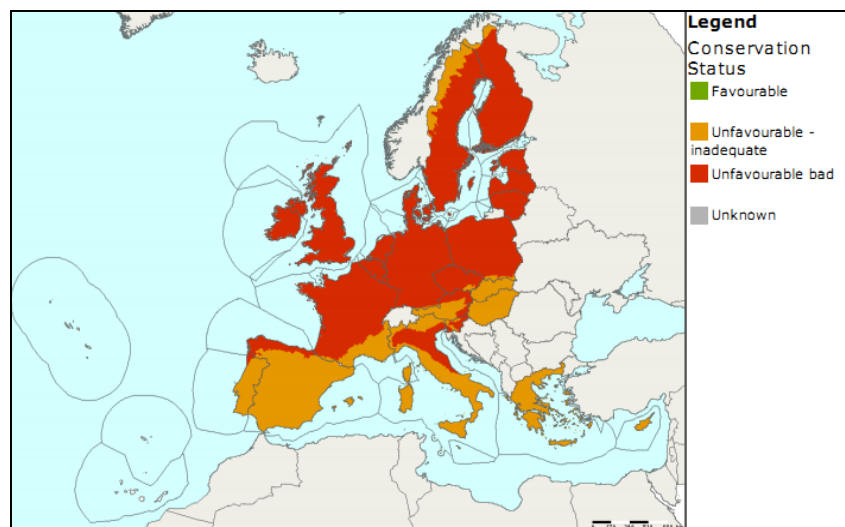 Legend
Conservation
Status
Favourable
Unfavourable -
inadequate
Unfavourable bad
Unknown